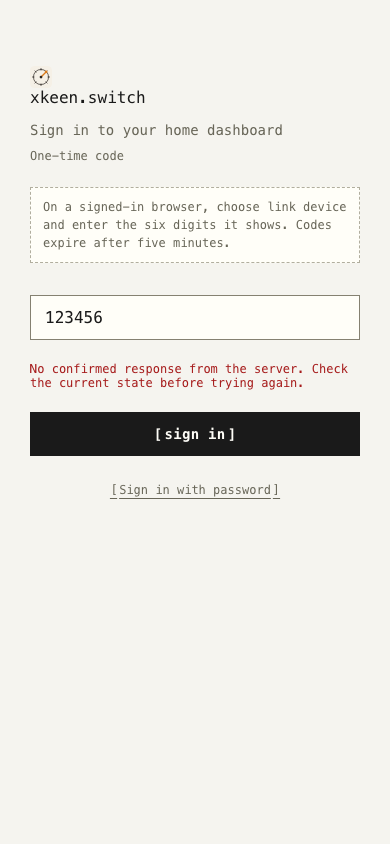 xkeen.switch
Sign in to your home dashboard
One-time code
On a signed-in browser, choose link device
and enter the six digits it shows. Codes
expire after five minutes.
123456
No confirmed response from the server. Check
the current state before trying again.
[sign in]
[Sign in with password]